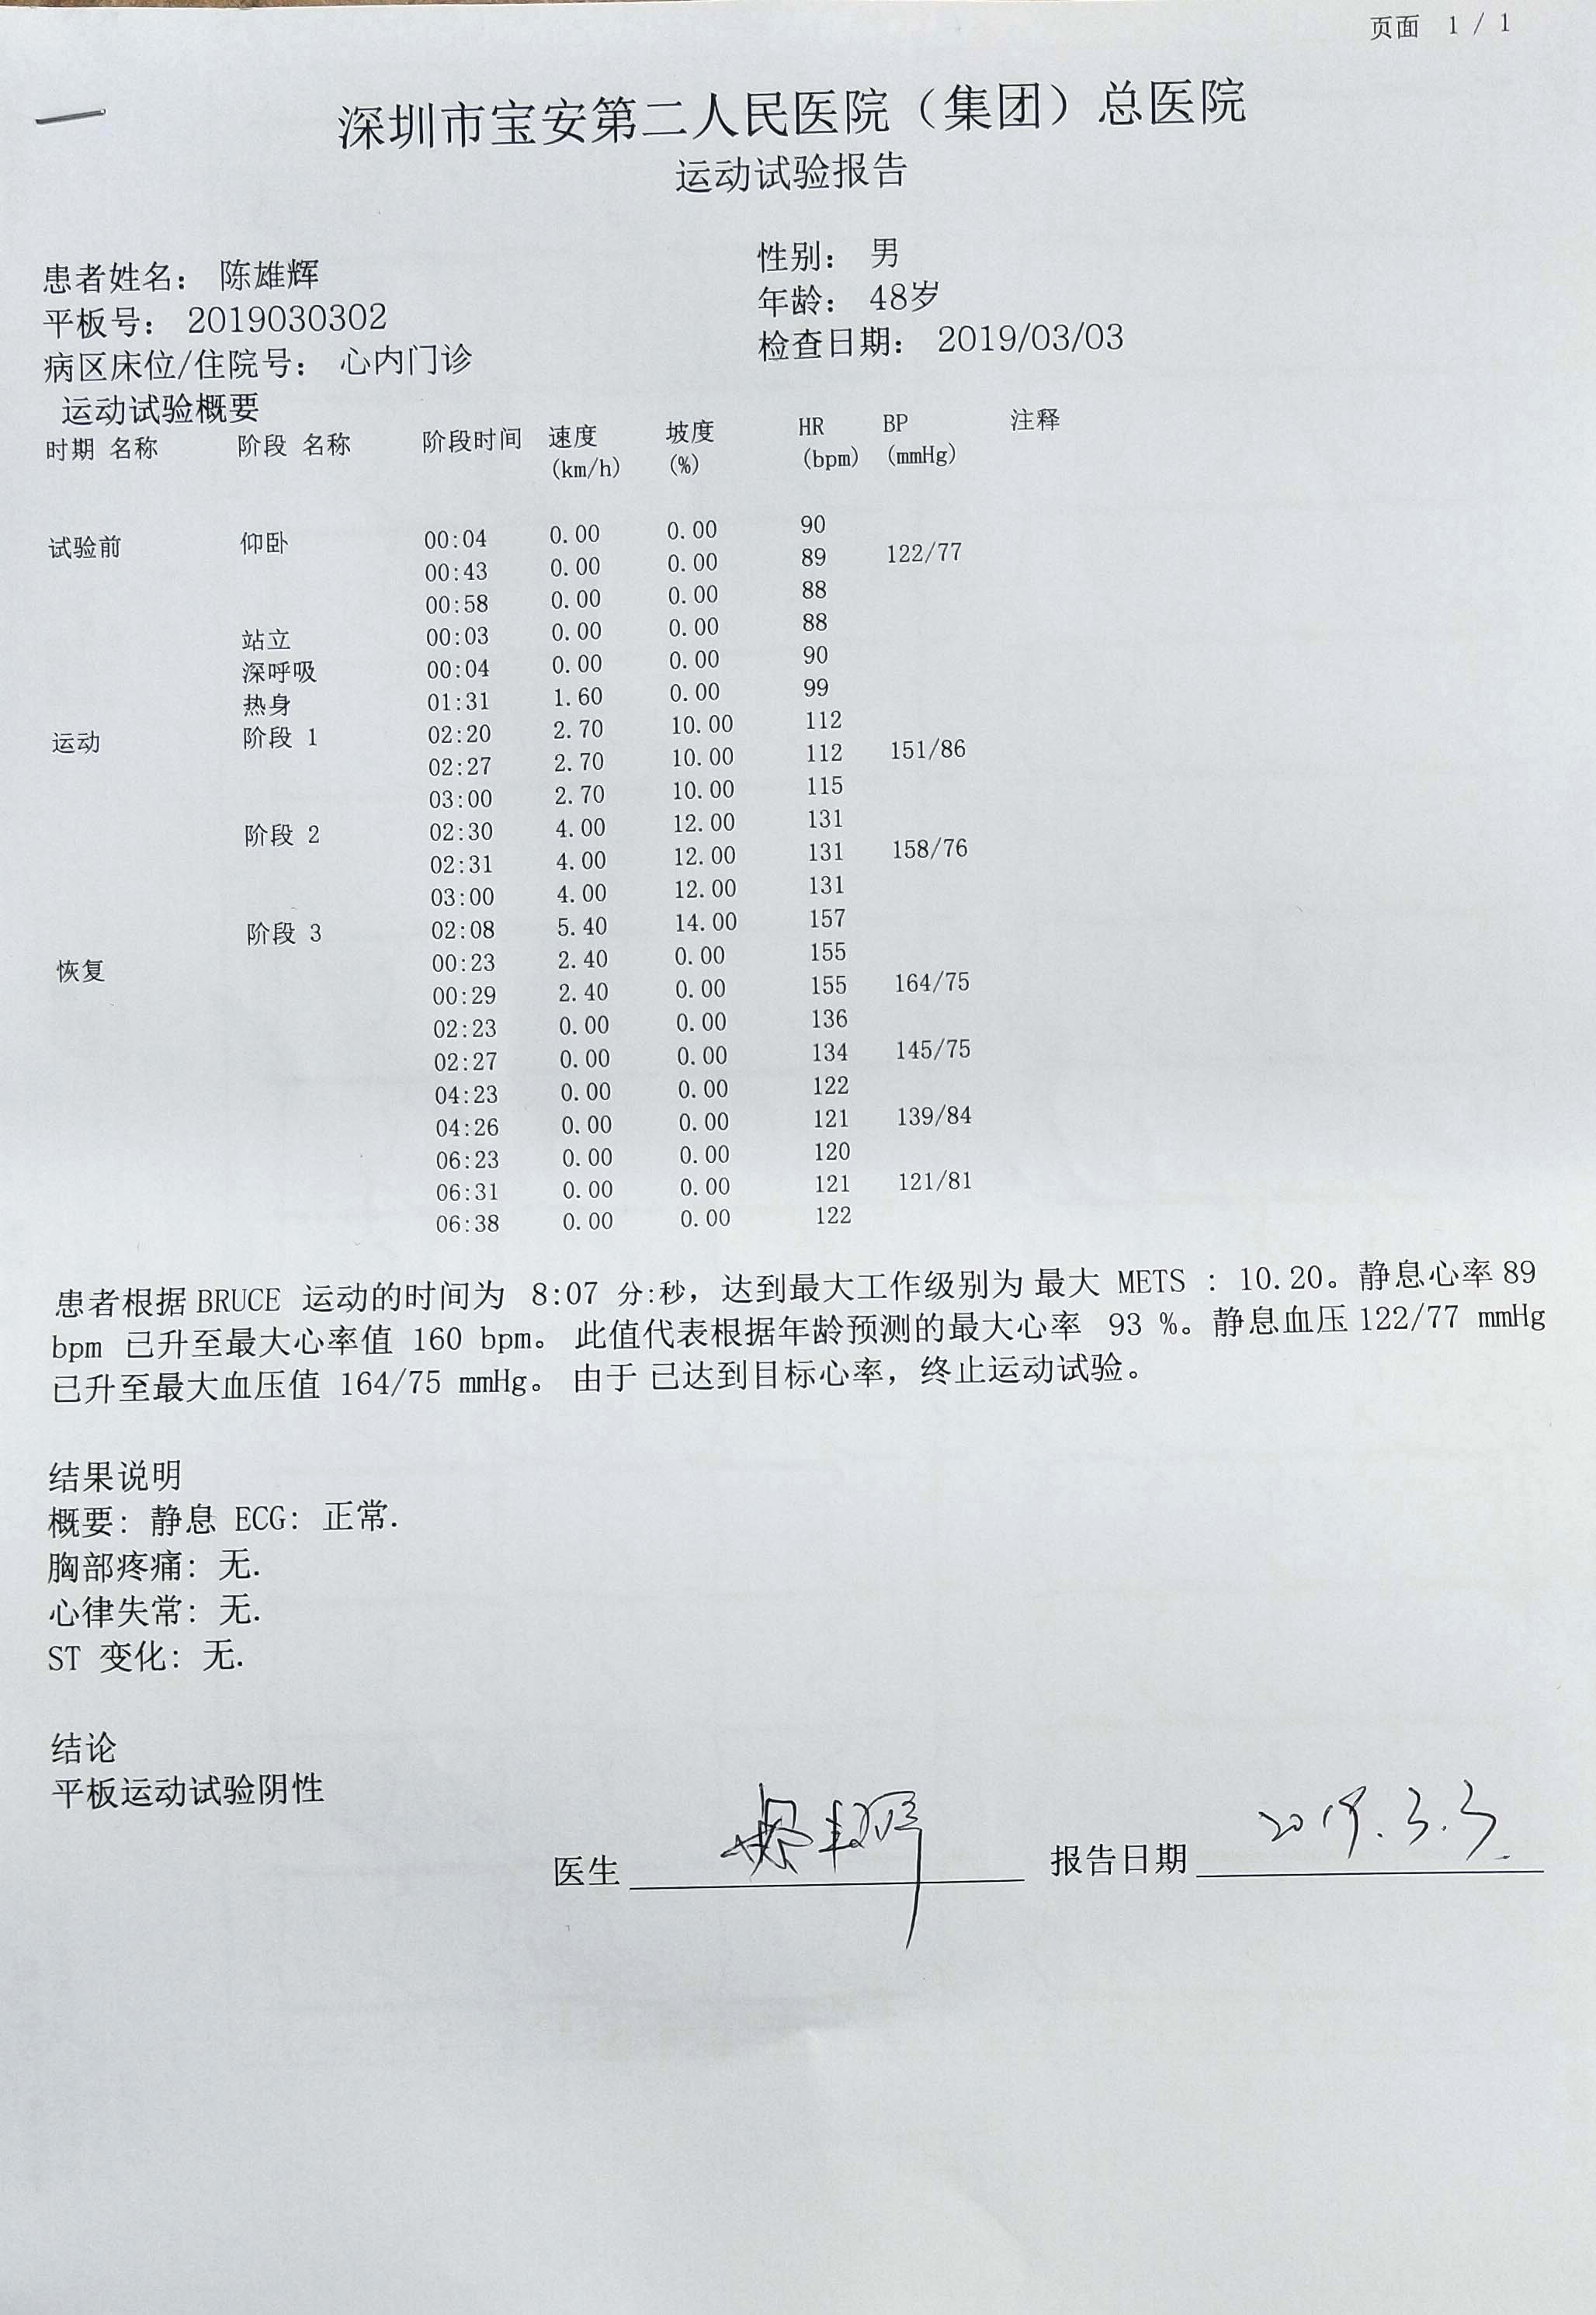 页面 1 / 1
深圳市宝安第二人民医院（集团）总医院
运动试验报告
患者姓名： 陈雄辉 性别： 男
平板号： 2019030302 年龄： 48岁
病区床位/住院号： 心内门诊 检查日期： 2019/03/03
运动试验概要
时期 名称 阶段 名称 阶段时间 速度 坡度 HR BP 注释
(km/h) (%) (bpm) (mmHg)
试验前 仰卧 00:04 0.00 0.00 90
00:43 0.00 0.00 89 122/77
00:58 0.00 0.00 88
站立 00:03 0.00 0.00 88
深呼吸 00:04 0.00 0.00 90
热身 01:31 1.60 0.00 99
运动 阶段 1 02:20 2.70 10.00 112
02:27 2.70 10.00 112 151/86
03:00 2.70 10.00 115
阶段 2 02:30 4.00 12.00 131
02:31 4.00 12.00 131 158/76
03:00 4.00 12.00 131
阶段 3 02:08 5.40 14.00 157
恢复 00:23 2.40 0.00 155
00:29 2.40 0.00 155 164/75
02:23 0.00 0.00 136
02:27 0.00 0.00 134 145/75
04:23 0.00 0.00 122
04:26 0.00 0.00 121 139/84
06:23 0.00 0.00 120
06:31 0.00 0.00 121 121/81
06:38 0.00 0.00 122
患者根据 BRUCE 运动的时间为 8:07 分:秒，达到最大工作级别为 最大 METS : 10.20。静息心率 89
bpm 已升至最大心率值 160 bpm。 此值代表根据年龄预测的最大心率 93 %。静息血压 122/77 mmHg
已升至最大血压值 164/75 mmHg。 由于 已达到目标心率，终止运动试验。
结果说明
概要: 静息 ECG: 正常.
胸部疼痛: 无.
心律失常: 无.
ST 变化: 无.
结论
平板运动试验阴性
医生 报告日期 2019.3.3